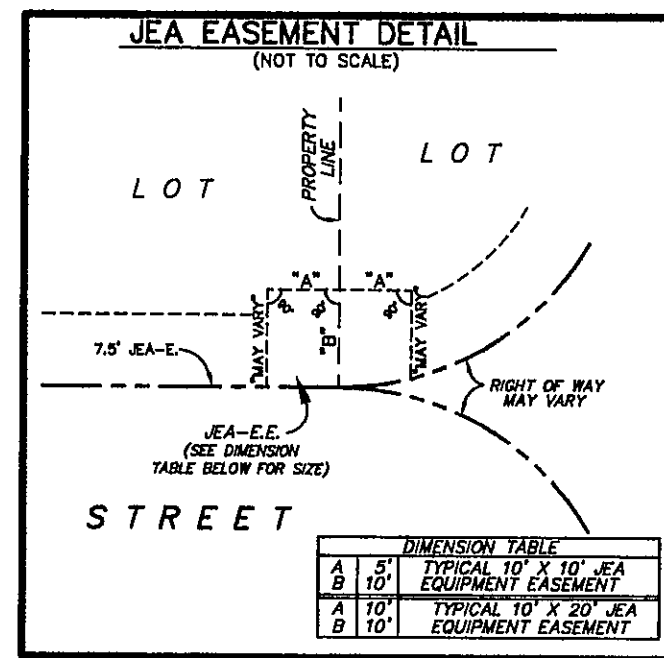 JEA EASEMENT DETAIL
(NOT TO SCALE)
PROPERTY
LINE
LOT
LOT
"A"
"A"
90°
90°
90°
"MAY VARY"
"B"
"MAY VARY"
7.5' JEA-E.
RIGHT OF WAY
MAY VARY
JEA-E.E.
(SEE DIMENSION
TABLE BELOW FOR SIZE)
STREET
DIMENSION TABLE
A 5' TYPICAL 10' X 10' JEA
B 10' EQUIPMENT EASEMENT
A 10' TYPICAL 10' X 20' JEA
B 10' EQUIPMENT EASEMENT